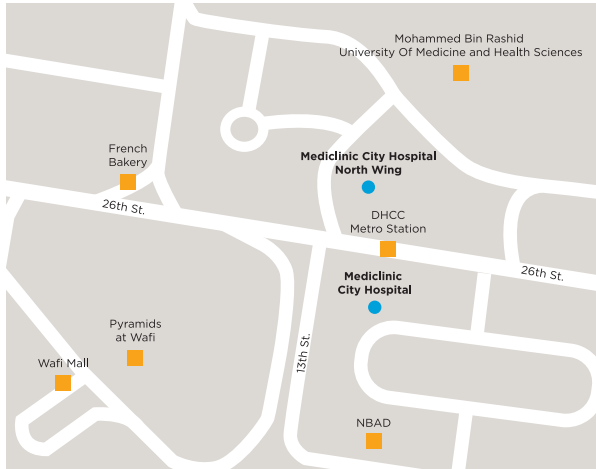 Mohammed Bin Rashid
University Of Medicine and Health Sciences
French
Bakery
Mediclinic City Hospital
North Wing
26th St.
DHCC
Metro Station
26th St.
Mediclinic
City Hospital
Pyramids
at Wafi
13th St.
Wafi Mall
NBAD